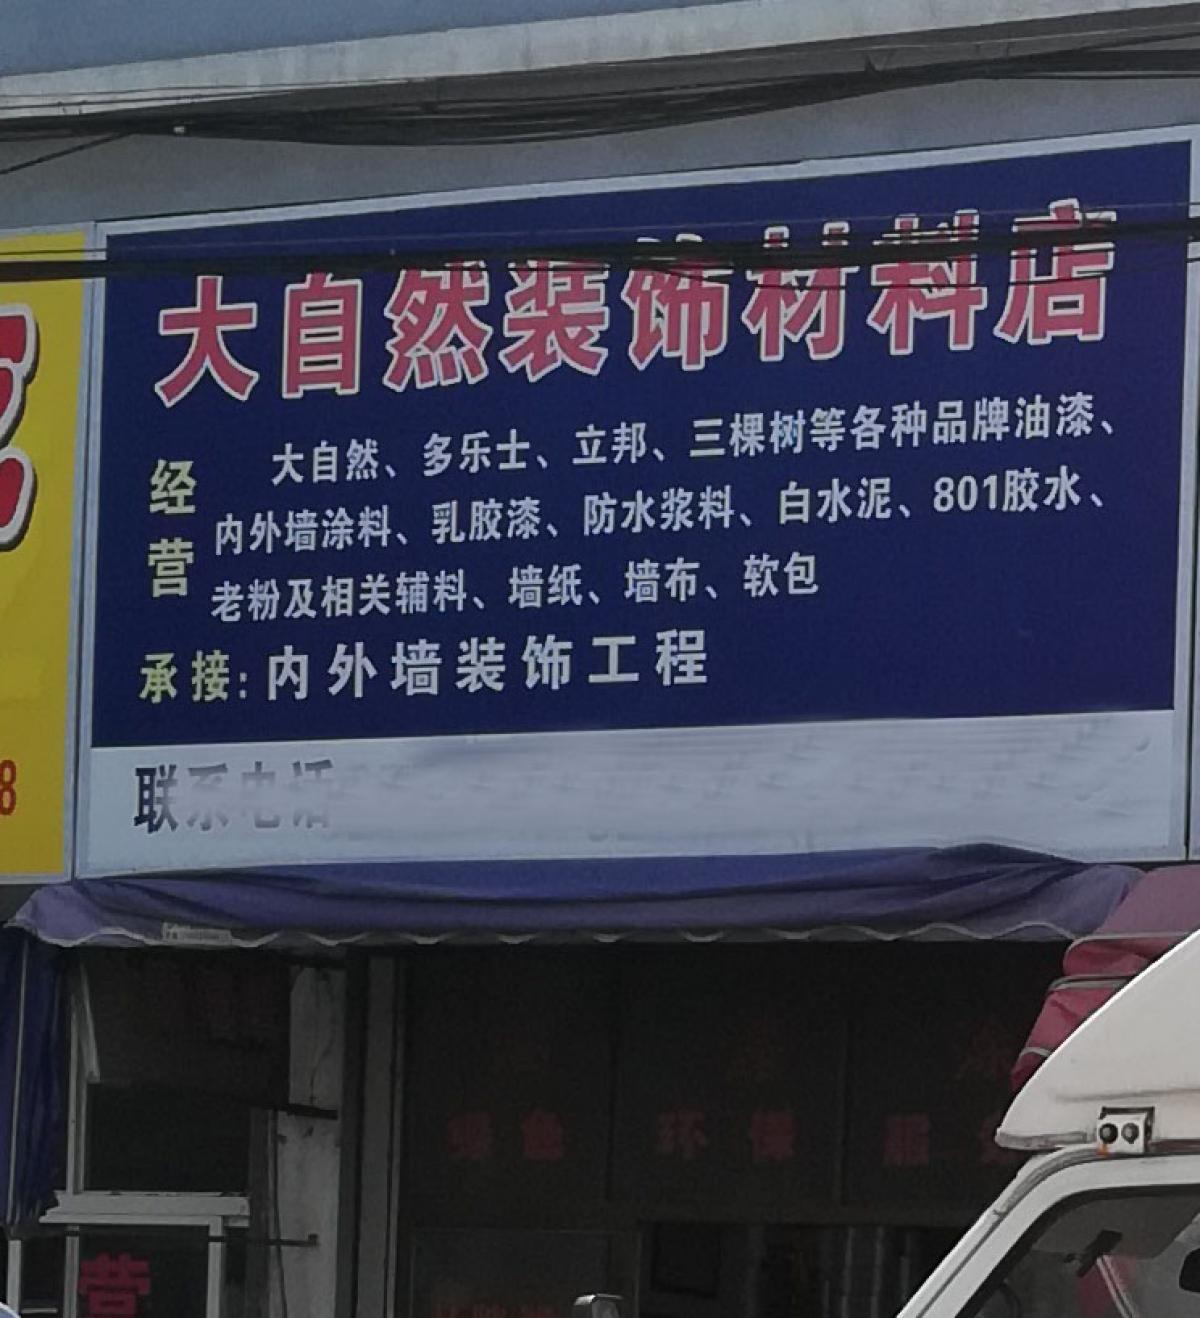 大自然装饰材料店
经营
大自然、多乐士、立邦、三棵树等各种品牌油漆、
内外墙涂料、乳胶漆、防水浆料、白水泥、801胶水、
老粉及相关辅料、墙纸、墙布、软包
承接:内外墙装饰工程
联系电话
8
绿色 环保
营